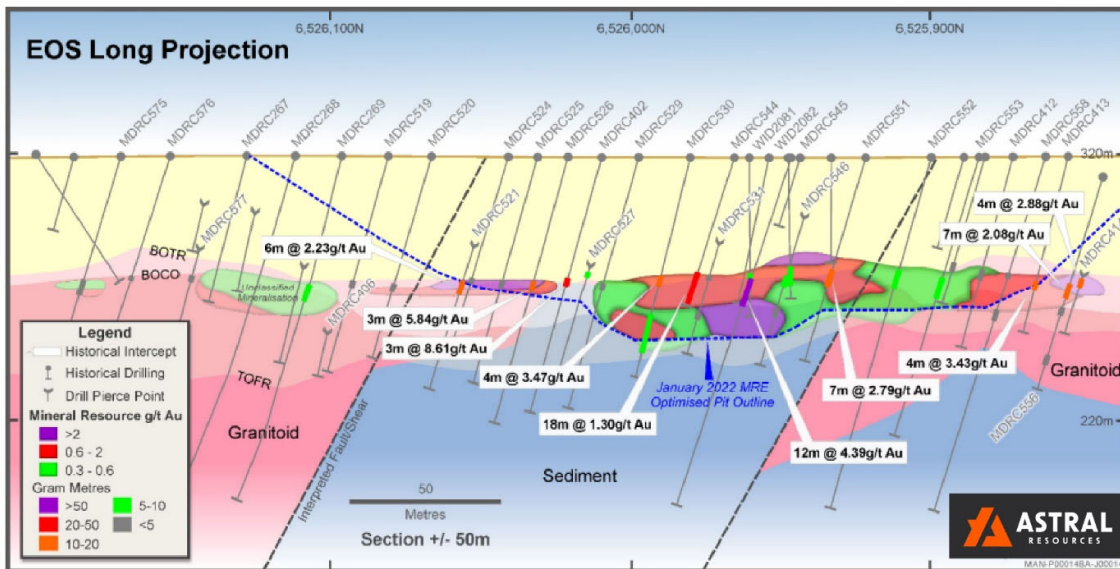 EOS Long Projection
6,526,100N
6,526,000N
6,525,900N
MDRC575
MDRC576
MDRC267
MDRC268
MDRC269
MDRC519
MDRC520
MDRC524
MDRC525
MDRC526
MDRC402
MDRC529
MDRC530
MDRC544
WID2081
WID2082
MDRC545
MDRC551
MDRC552
MDRC553
MDRC412
MDRC558
MDRC413
320m
MDRC577
MDRC521
MDRC527
MDRC531
MDRC546
4m @ 2.88g/t Au
7m @ 2.08g/t Au
6m @ 2.23g/t Au
BOTR
BOCO
Unclassified
Mineralisation
3m @ 5.84g/t Au
3m @ 8.61g/t Au
4m @ 3.47g/t Au
18m @ 1.30g/t Au
January 2022 MRE
Optimised Pit Outline
12m @ 4.39g/t Au
7m @ 2.79g/t Au
4m @ 3.43g/t Au
Granitoid
MDRC556
220m
TOFR
Granitoid
Interpreted Fault/Shear
Sediment
50
Metres
Section +/- 50m
Legend
Historical Intercept
Historical Drilling
Drill Pierce Point
Mineral Resource g/t Au
>2
0.6 - 2
0.3 - 0.6
Gram Metres
>50
5-10
20-50
<5
10-20
ASTRAL
RESOURCES